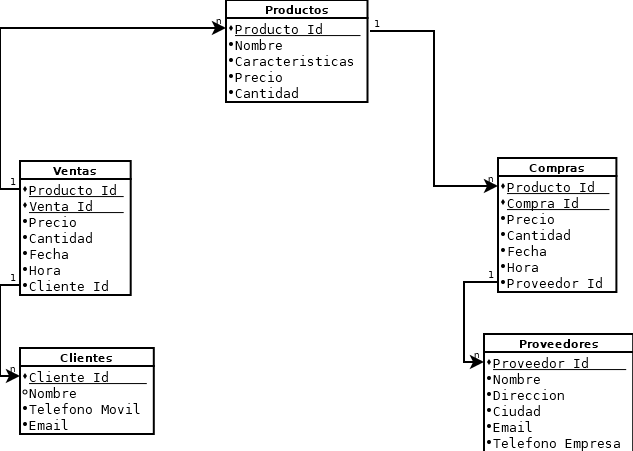 Productos
Producto Id
Nombre
Caracteristicas
Precio
Cantidad
n
1
Ventas
1
Producto Id
Venta Id
Precio
Cantidad
Fecha
Hora
1
Cliente Id
Compras
n
Producto Id
Compra Id
Precio
Cantidad
Fecha
Hora
1
Proveedor Id
Clientes
n
Cliente Id
Nombre
Telefono Movil
Email
Proveedores
n
Proveedor Id
Nombre
Direccion
Ciudad
Email
Telefono Empresa